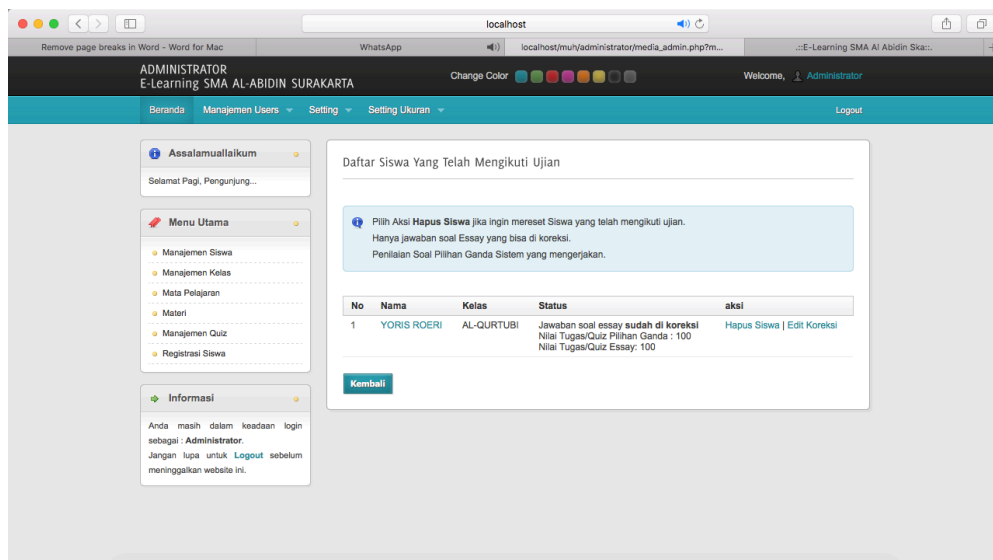 localhost
Remove page breaks in Word - Word for Mac
WhatsApp
localhost/muh/administrator/media_admin.php?m...
.::E-Learning SMA Al Abidin Ska::.
ADMINISTRATOR
E-Learning SMA AL-ABIDIN SURAKARTA
Change Color
Welcome, Administrator
Beranda Manajemen Users Setting Setting Ukuran Logout
Assalamuallaikum
Selamat Pagi, Pengunjung...
Menu Utama
Manajemen Siswa
Manajemen Kelas
Mata Pelajaran
Materi
Manajemen Quiz
Registrasi Siswa
Informasi
Anda masih dalam keadaan login
sebagai : Administrator.
Jangan lupa untuk Logout sebelum
meninggalkan website ini.
Daftar Siswa Yang Telah Mengikuti Ujian
Pilih Aksi Hapus Siswa jika ingin mereset Siswa yang telah mengikuti ujian.
Hanya jawaban soal Essay yang bisa di koreksi.
Penilaian Soal Pilihan Ganda Sistem yang mengerjakan.
No Nama Kelas Status aksi
1 YORIS ROERI AL-QURTUBI Jawaban soal essay sudah di koreksi Hapus Siswa | Edit Koreksi
Nilai Tugas/Quiz Pilihan Ganda : 100
Nilai Tugas/Quiz Essay: 100
Kembali